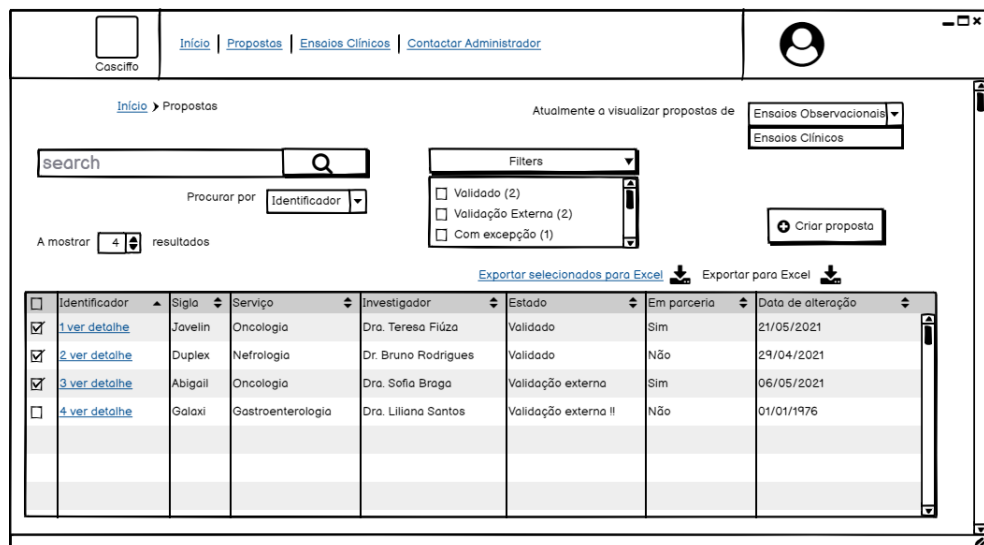 Casciffo
Início | Propostas | Ensaios Clínicos | Contactar Administrador
Início > Propostas
Atualmente a visualizar propostas de
Ensaios Observacionais
Ensaios Clínicos
search
Filters
Procurar por Identificador
Validado (2)
Validação Externa (2)
Com excepção (1)
Criar proposta
A mostrar 4 resultados
Exportar selecionados para Excel Exportar para Excel
Identificador Sigla Serviço Investigador Estado Em parceria Data de alteração
1 ver detalhe Javelin Oncologia Dra. Teresa Fiúza Validado Sim 21/05/2021
2 ver detalhe Duplex Nefrologia Dr. Bruno Rodrigues Validado Não 29/04/2021
3 ver detalhe Abigail Oncologia Dra. Sofia Braga Validação externa Sim 06/05/2021
4 ver detalhe Galaxi Gastroenterologia Dra. Liliana Santos Validação externa !! Não 01/01/1976